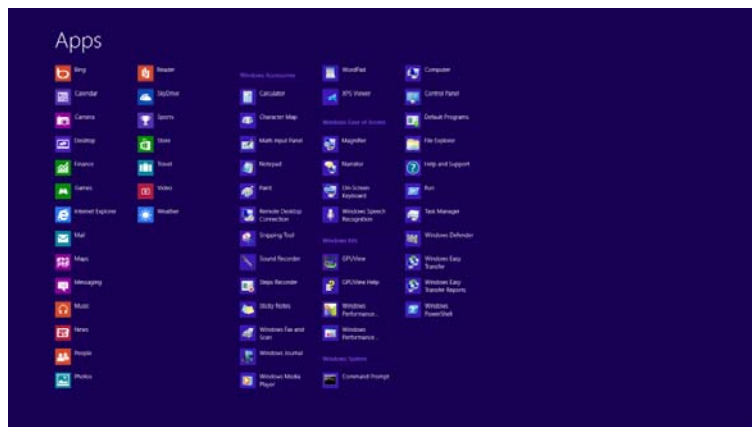 Apps
Bing
Calendar
Camera
Desktop
Finance
Games
Internet Explorer
Mail
Maps
Messaging
Music
News
People
Photos
Reader
SkyDrive
Sports
Store
Travel
Video
Weather
Windows Accessories
Calculator
Character Map
Math Input Panel
Notepad
Paint
Remote Desktop
Connection
Snipping Tool
Sound Recorder
Steps Recorder
Sticky Notes
Windows Fax and
Scan
Windows Journal
Windows Media
Player
WordPad
XPS Viewer
Windows Ease of Access
Magnifier
Narrator
On-Screen
Keyboard
Windows Speech
Recognition
Windows Kits
GPUView
GPUView Help
Windows
Performance...
Windows
Performance...
Windows System
Command Prompt
Computer
Control Panel
Default Programs
File Explorer
Help and Support
Run
Task Manager
Windows Defender
Windows Easy
Transfer
Windows Easy
Transfer Reports
Windows
PowerShell